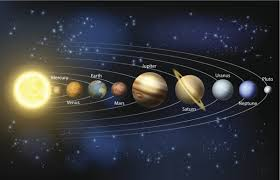 Mercury
Venus
Earth
Mars
Jupiter
Saturn
Uranus
Neptune
Pluto